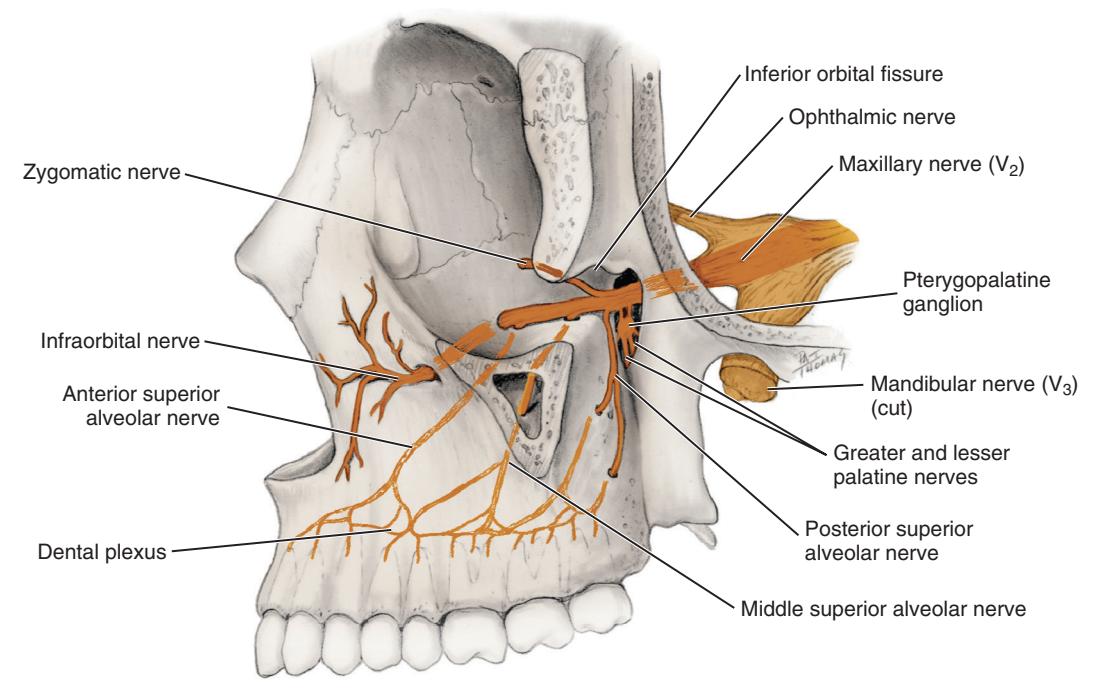 Inferior orbital fissure
Ophthalmic nerve
Maxillary nerve (V₂)
Zygomatic nerve
Pterygopalatine
ganglion
Infraorbital nerve
Anterior superior
alveolar nerve
THOMAS
Mandibular nerve (V₃)
(cut)
Greater and lesser
palatine nerves
Posterior superior
alveolar nerve
Dental plexus
Middle superior alveolar nerve